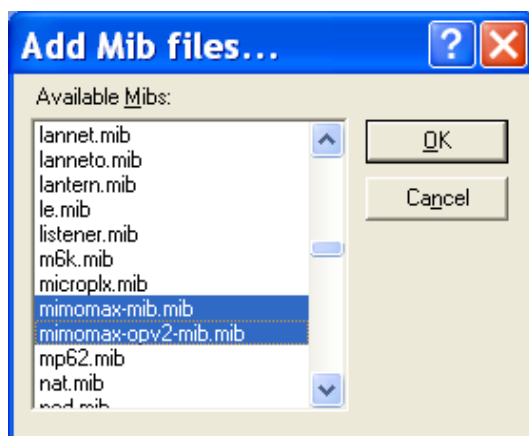 Add Mib files...
Available Mibs:
lannet.mib
lanneto.mib
lantern.mib
le.mib
listener.mib
m6k.mib
microplx.mib
mimomax-mib.mib
mimomax-opv2-mib.mib
mp62.mib
nat.mib
OK
Cancel